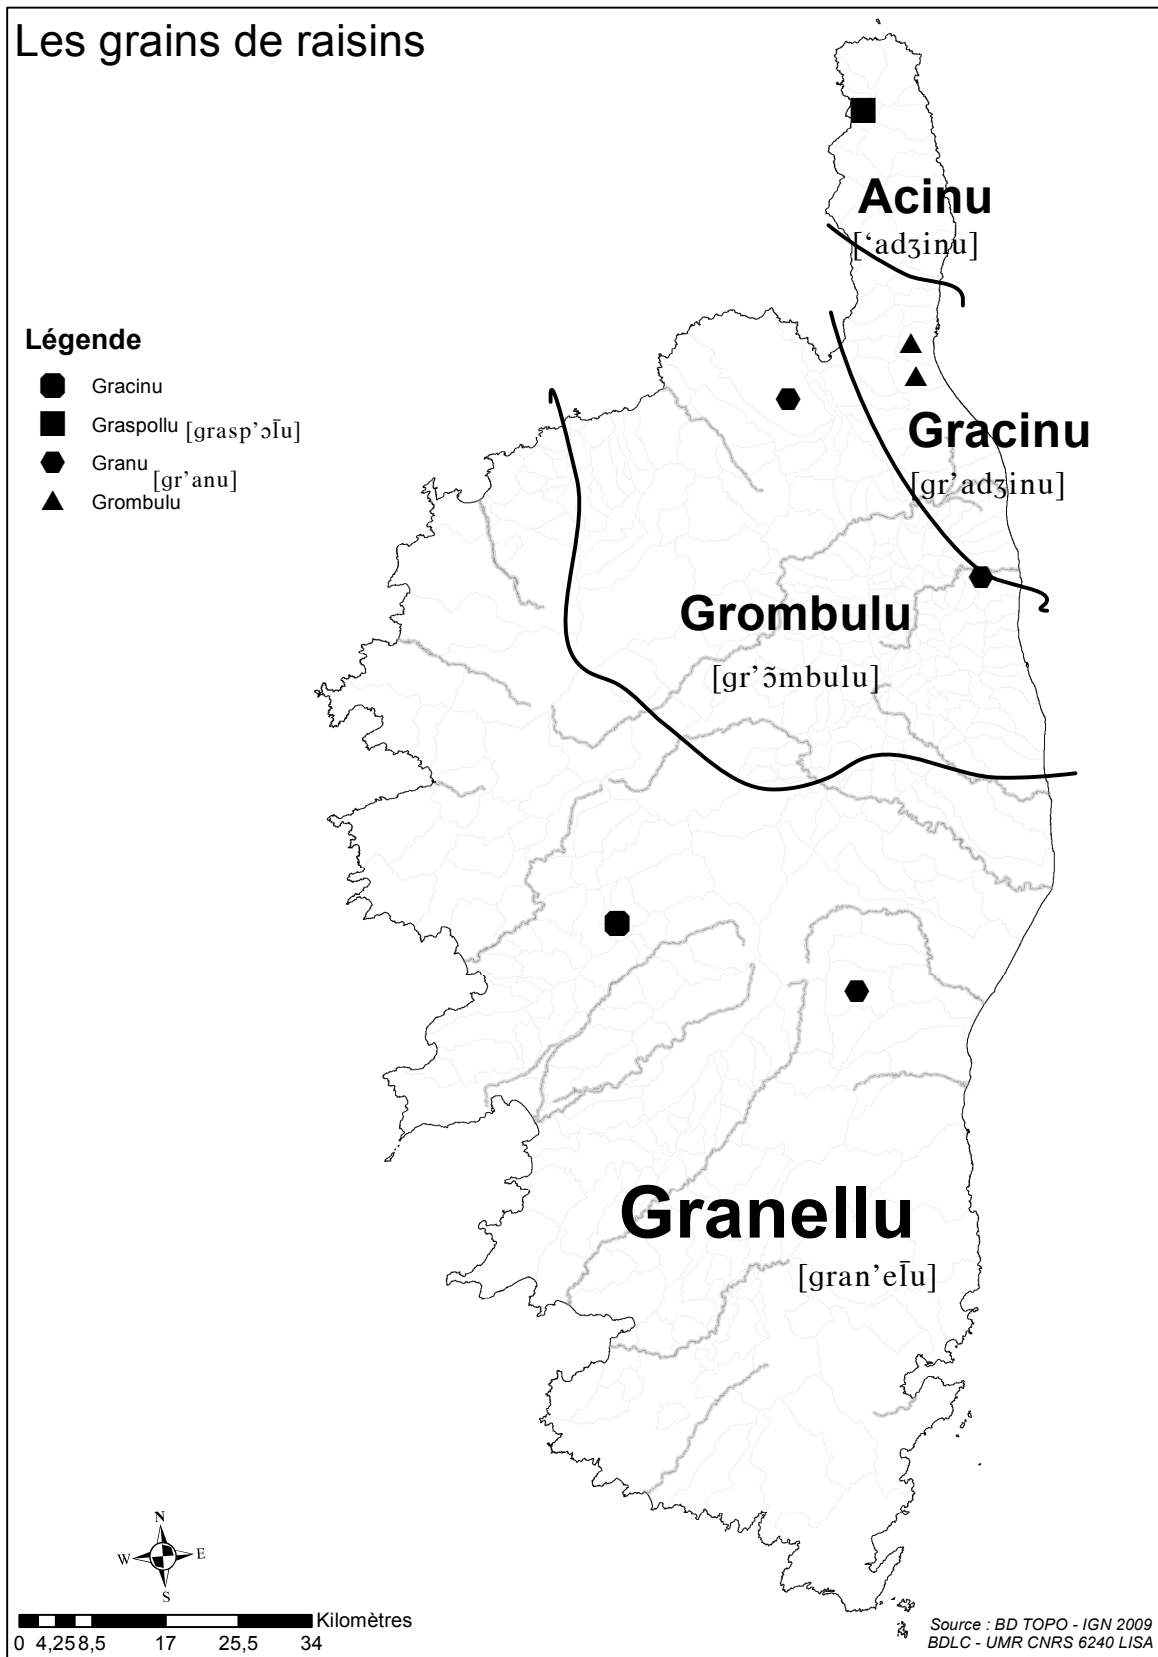 Les grains de raisins
Acinu
[‘adʒinu]
Légende
Gracinu
Graspollu [grasp’ɔl̄u]
Granu [gr’anu]
Grombulu
Gracinu
[gr’adʒinu]
Grombulu
[gr’ɔ̃mbulu]
Granellu
[gran’el̄u]
N
W E
S
Kilomètres
0 4,25 8,5 17 25,5 34
Source : BD TOPO - IGN 2009
BDLC - UMR CNRS 6240 LISA